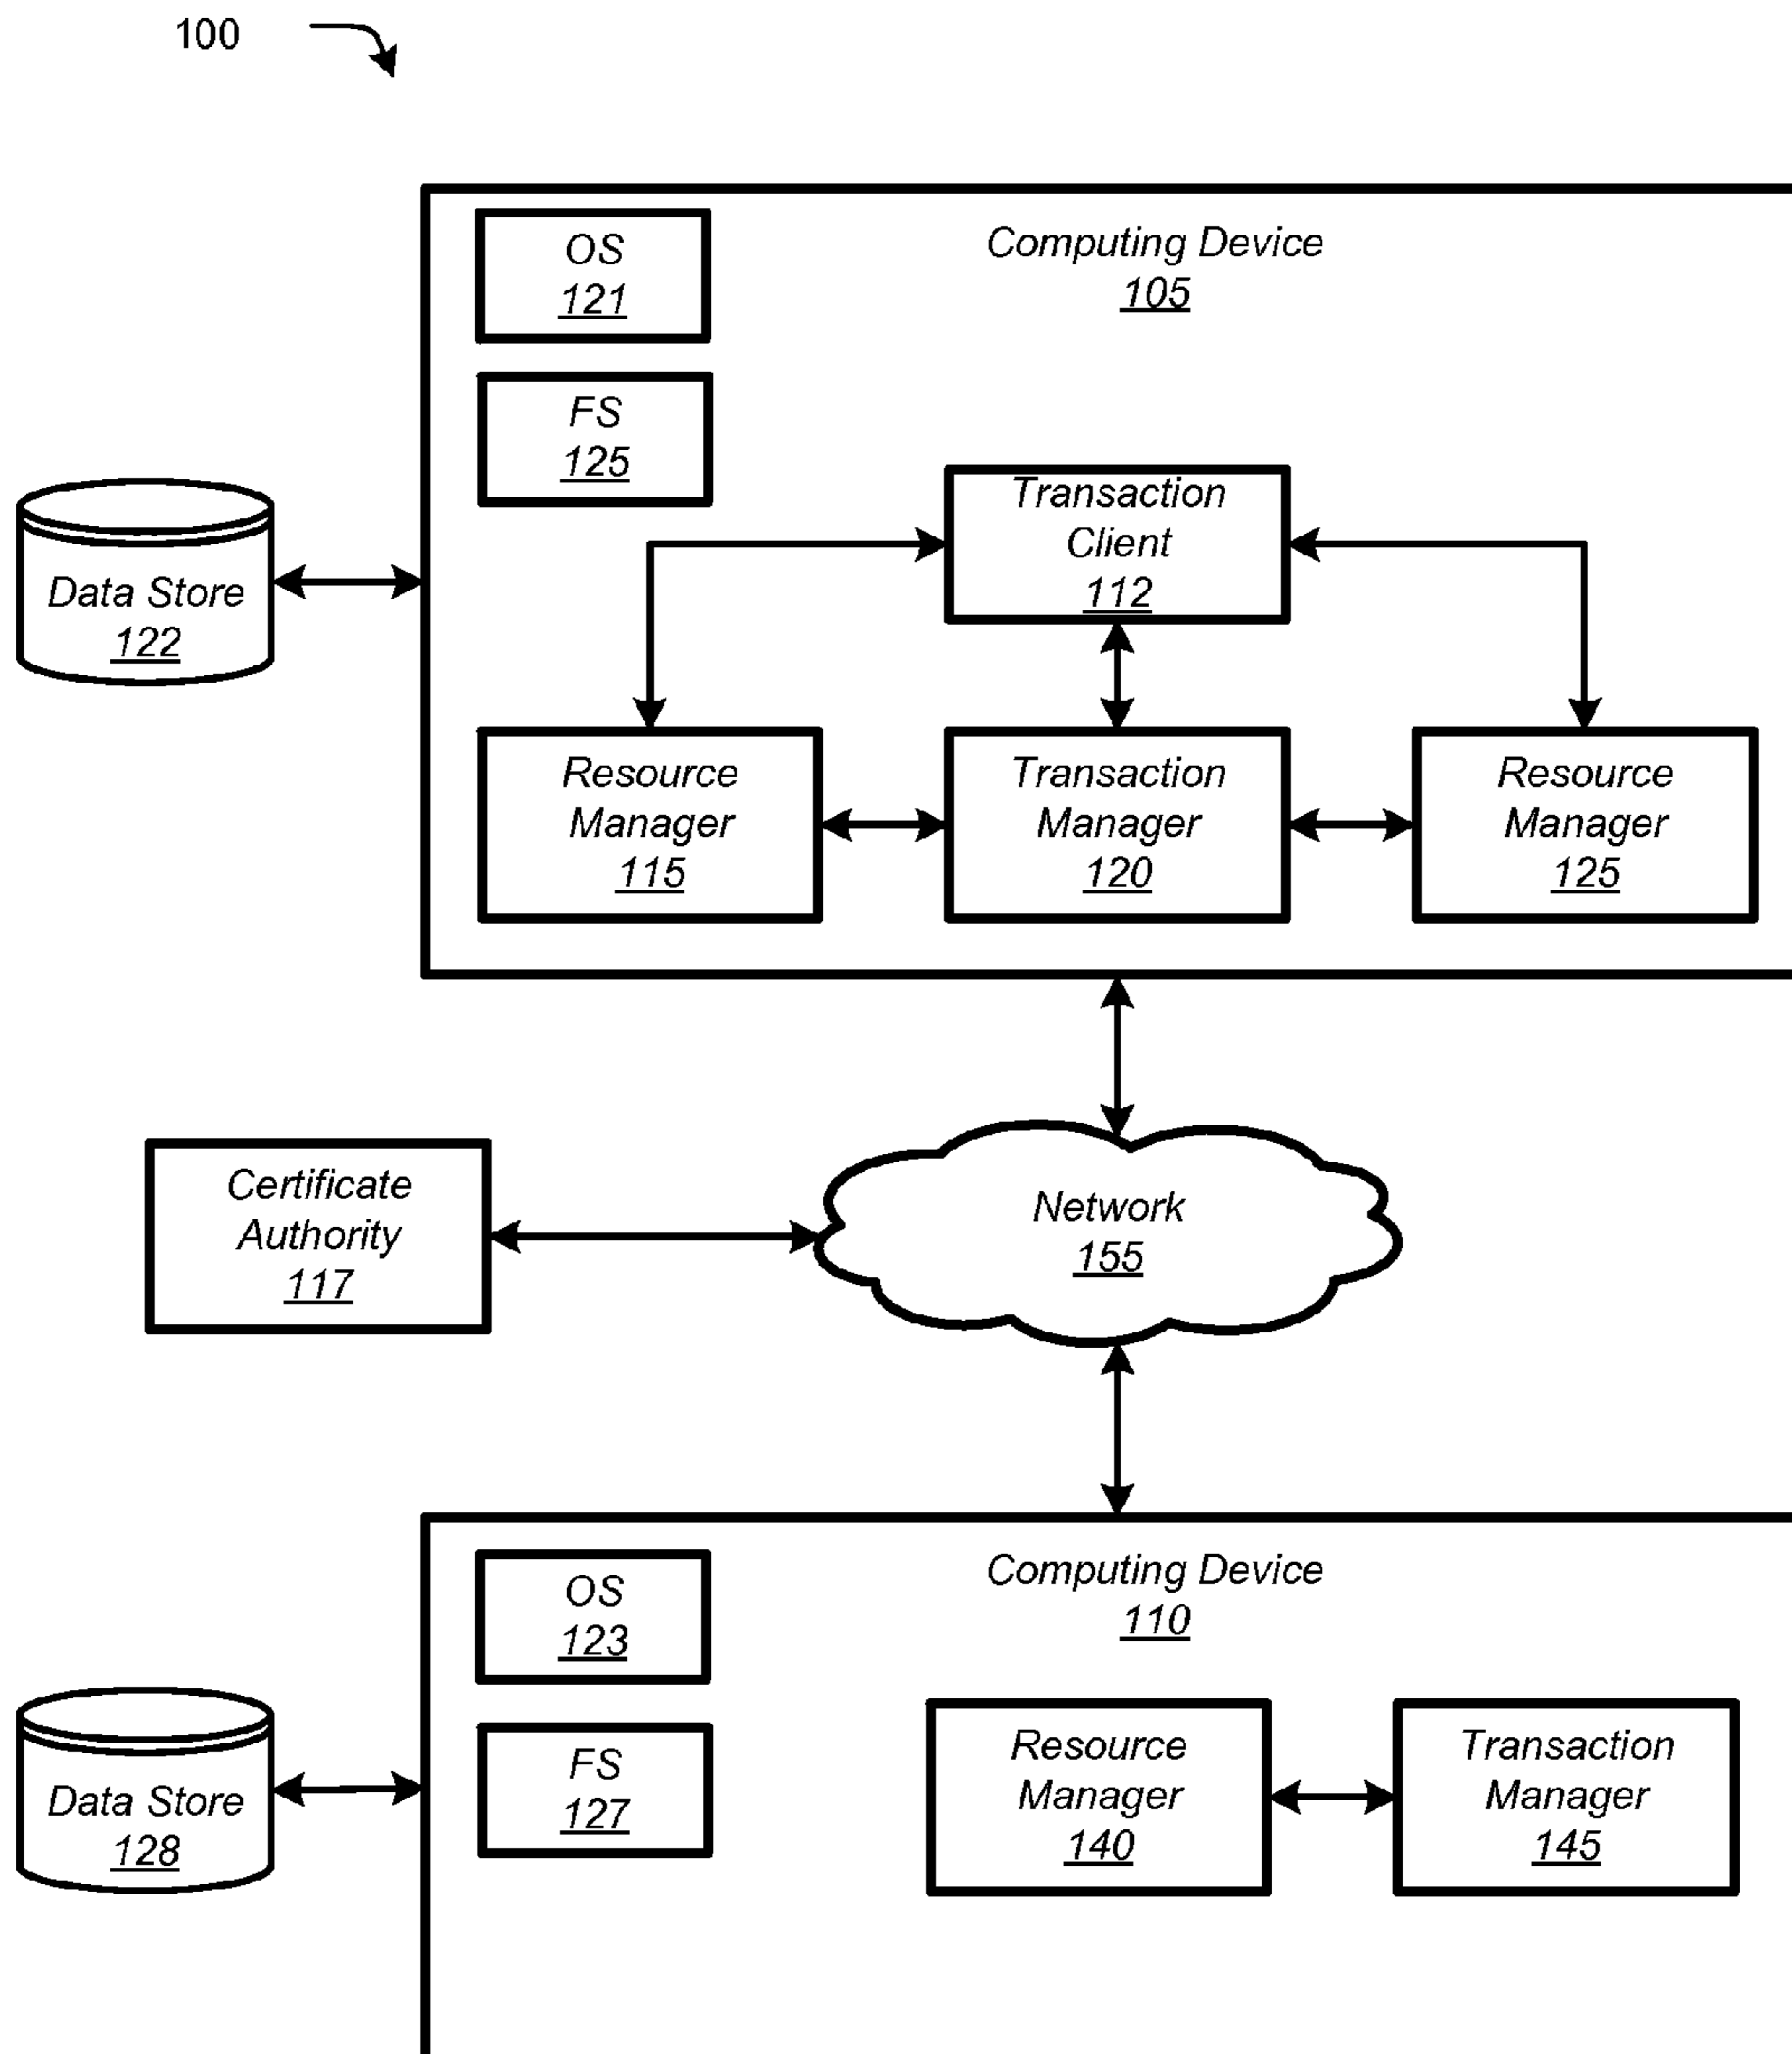 100
OS
121
Computing Device
105
FS
125
Transaction
Client
112
Data Store
122
Resource
Manager
115
Transaction
Manager
120
Resource
Manager
125
Certificate
Authority
117
Network
155
OS
123
Computing Device
110
Data Store
128
FS
127
Resource
Manager
140
Transaction
Manager
145